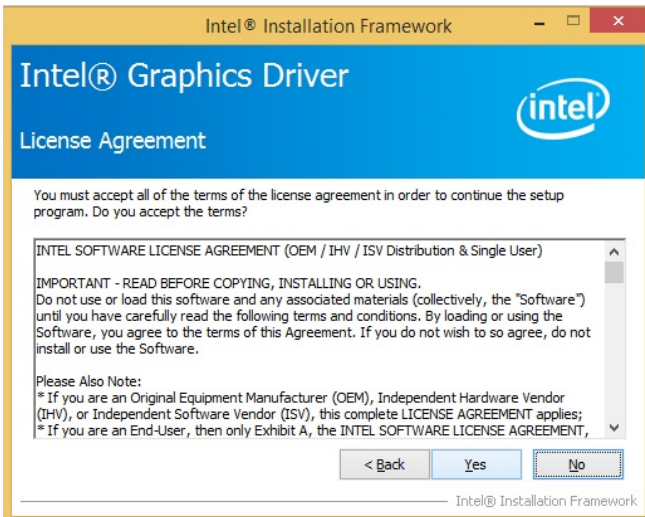 Intel® Installation Framework
Intel® Graphics Driver
intel
License Agreement
You must accept all of the terms of the license agreement in order to continue the setup
program. Do you accept the terms?
INTEL SOFTWARE LICENSE AGREEMENT (OEM / IHV / ISV Distribution & Single User)
IMPORTANT - READ BEFORE COPYING, INSTALLING OR USING.
Do not use or load this software and any associated materials (collectively, the "Software")
until you have carefully read the following terms and conditions. By loading or using the
Software, you agree to the terms of this Agreement. If you do not wish to so agree, do not
install or use the Software.
Please Also Note:
* If you are an Original Equipment Manufacturer (OEM), Independent Hardware Vendor
(IHV), or Independent Software Vendor (ISV), this complete LICENSE AGREEMENT applies;
* If you are an End-User, then only Exhibit A, the INTEL SOFTWARE LICENSE AGREEMENT,
< Back Yes No
Intel® Installation Framework